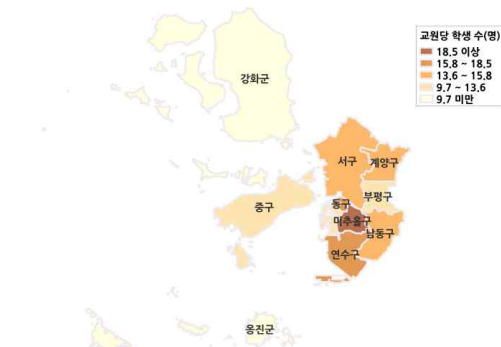 교원당 학생 수(명)
18.5 이상
15.8 ~ 18.5
13.6 ~ 15.8
9.7 ~ 13.6
9.7 미만
강화군
서구
계양구
부평구
중구
동구
미추홀구
남동구
연수구
옹진군